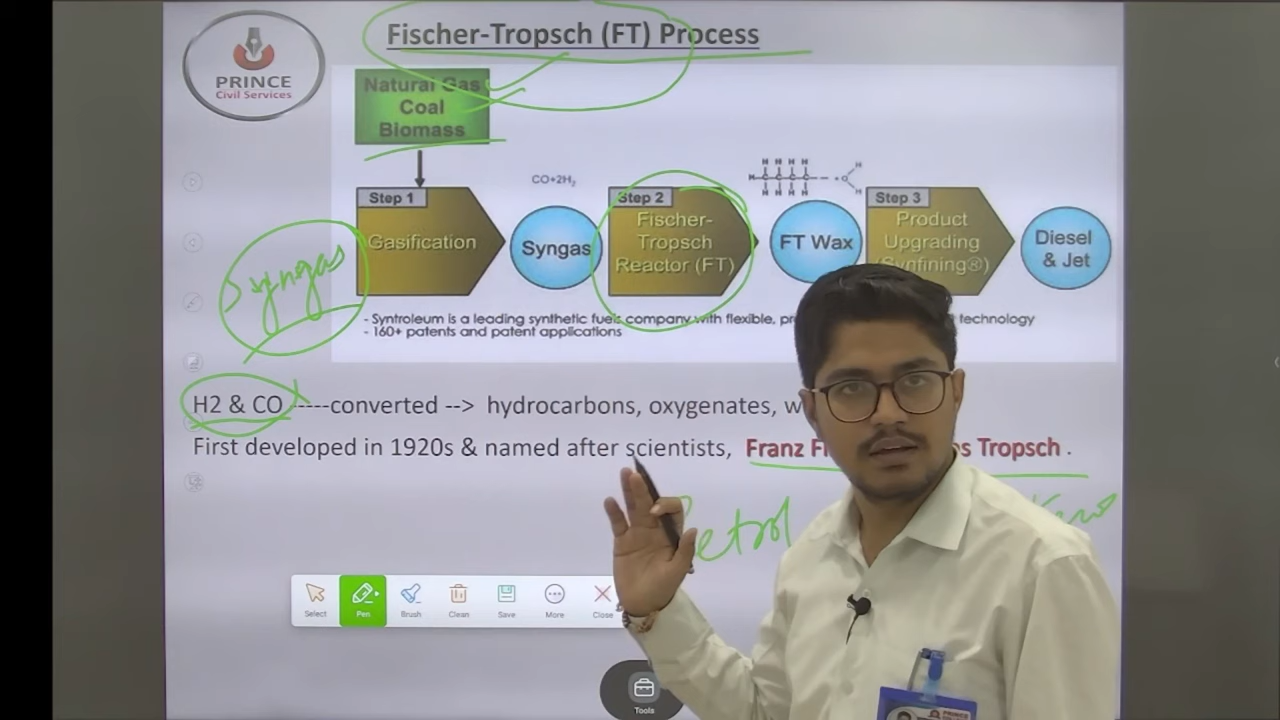 Fischer-Tropsch (FT) Process
PRINCE
Civil Services
Natural Gas
Coal
Biomass
Step 1
Gasification
CO+2H₂
Syngas
Step 2
Fischer-
Tropsch
Reactor (FT)
H H H H
H C C C C
H H H H
+ O H
H
FT Wax
Step 3
Product
Upgrading
(Synfining®)
Diesel
& Jet
Syngas
- Syntroleum is a leading synthetic fuels company with flexible, technology
- 160+ patents and patent applications
H2 & CO -----converted --> hydrocarbons, oxygenates,
First developed in 1920s & named after scientists, Franz Tropsch .
Petrol
Select
Pen
Brush
Clean
Save
More
Close
Tools
PRINCE